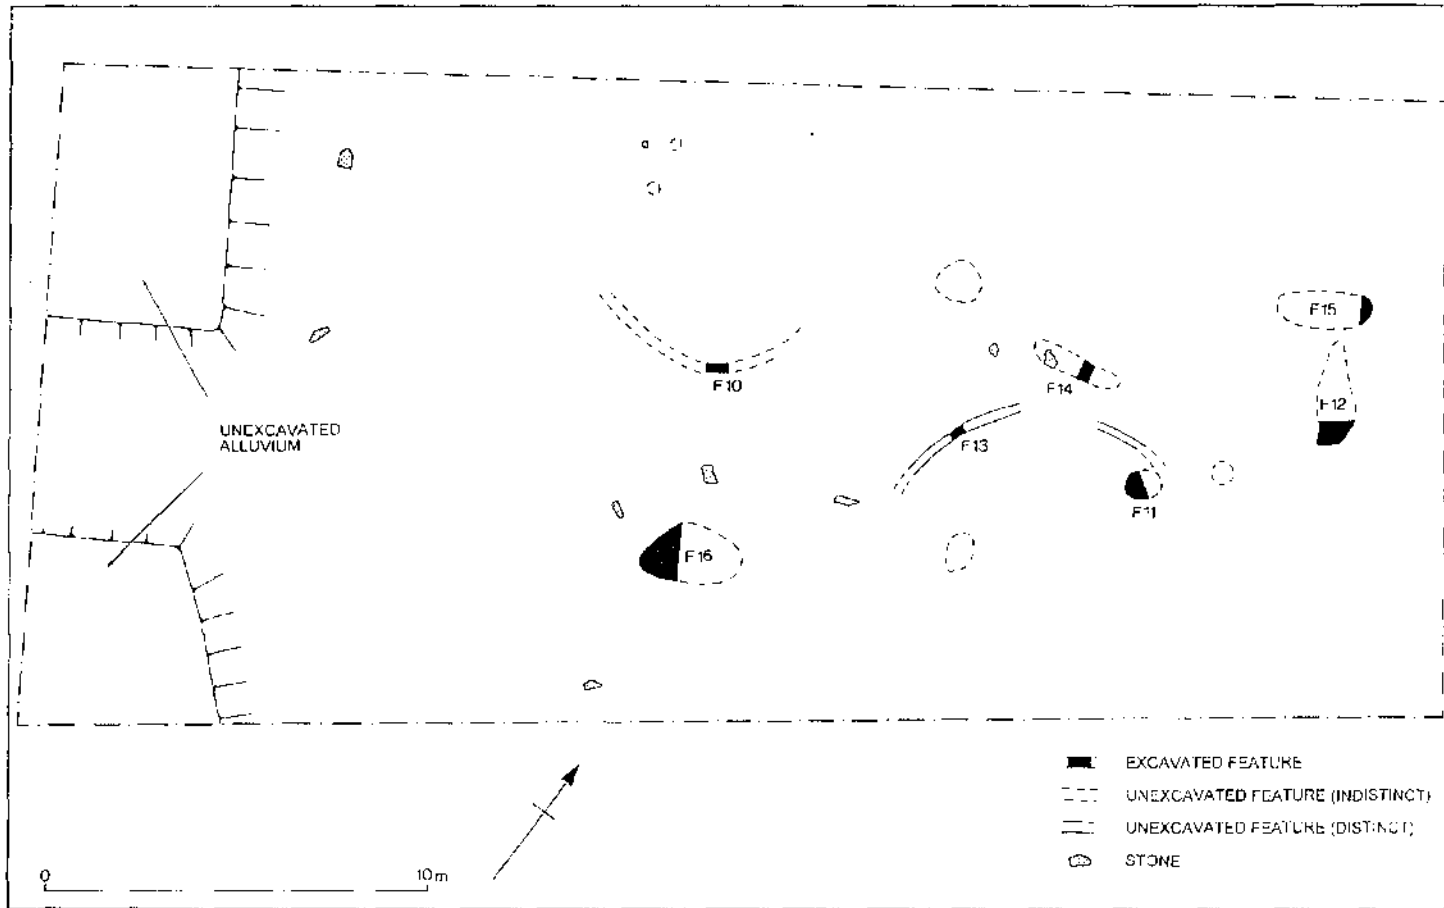 F15
F14
F12
F10
UNEXCAVATED
ALLUVIUM
F13
F11
F16
EXCAVATED FEATURE
UNEXCAVATED FEATURE (INDISTINCT)
UNEXCAVATED FEATURE (DISTINCT)
STONE
0 10m